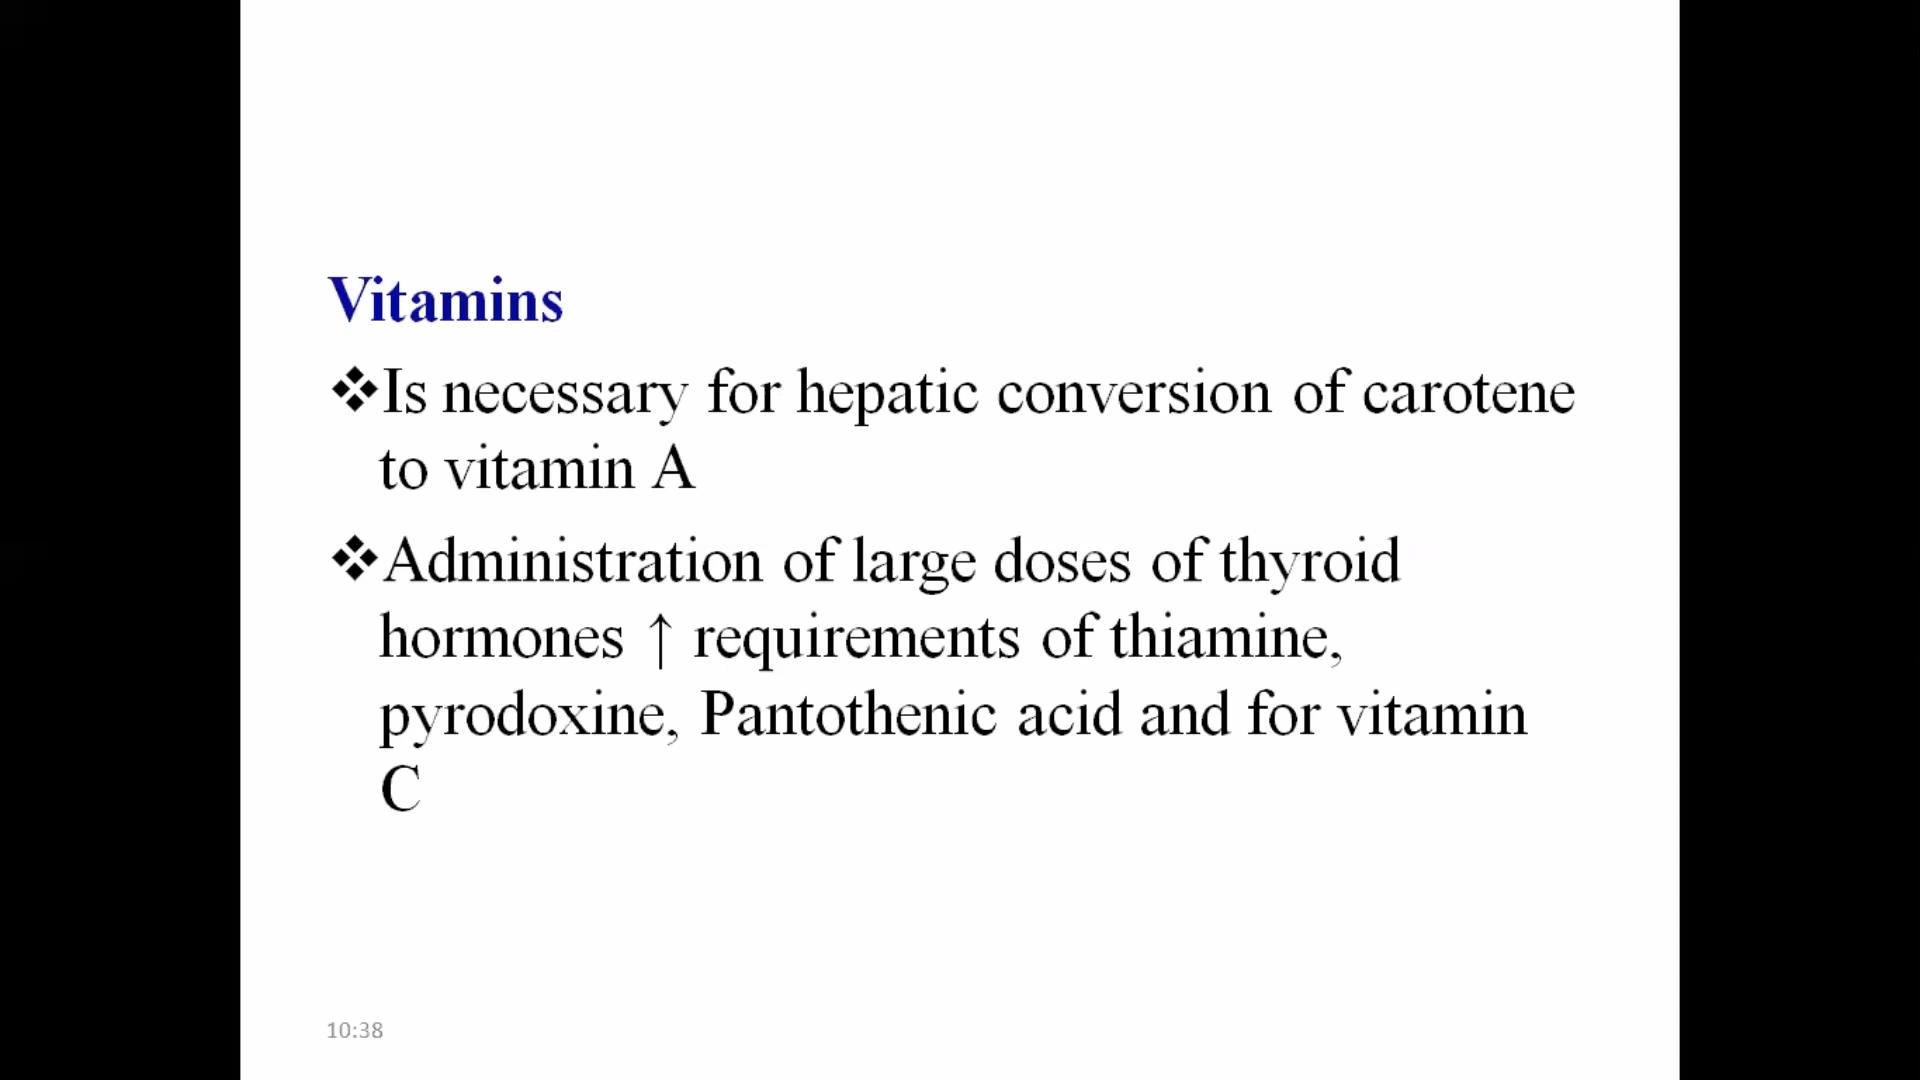 Vitamins
❖Is necessary for hepatic conversion of carotene
to vitamin A
❖Administration of large doses of thyroid
hormones ↑ requirements of thiamine,
pyrodoxine, Pantothenic acid and for vitamin
C
10:38